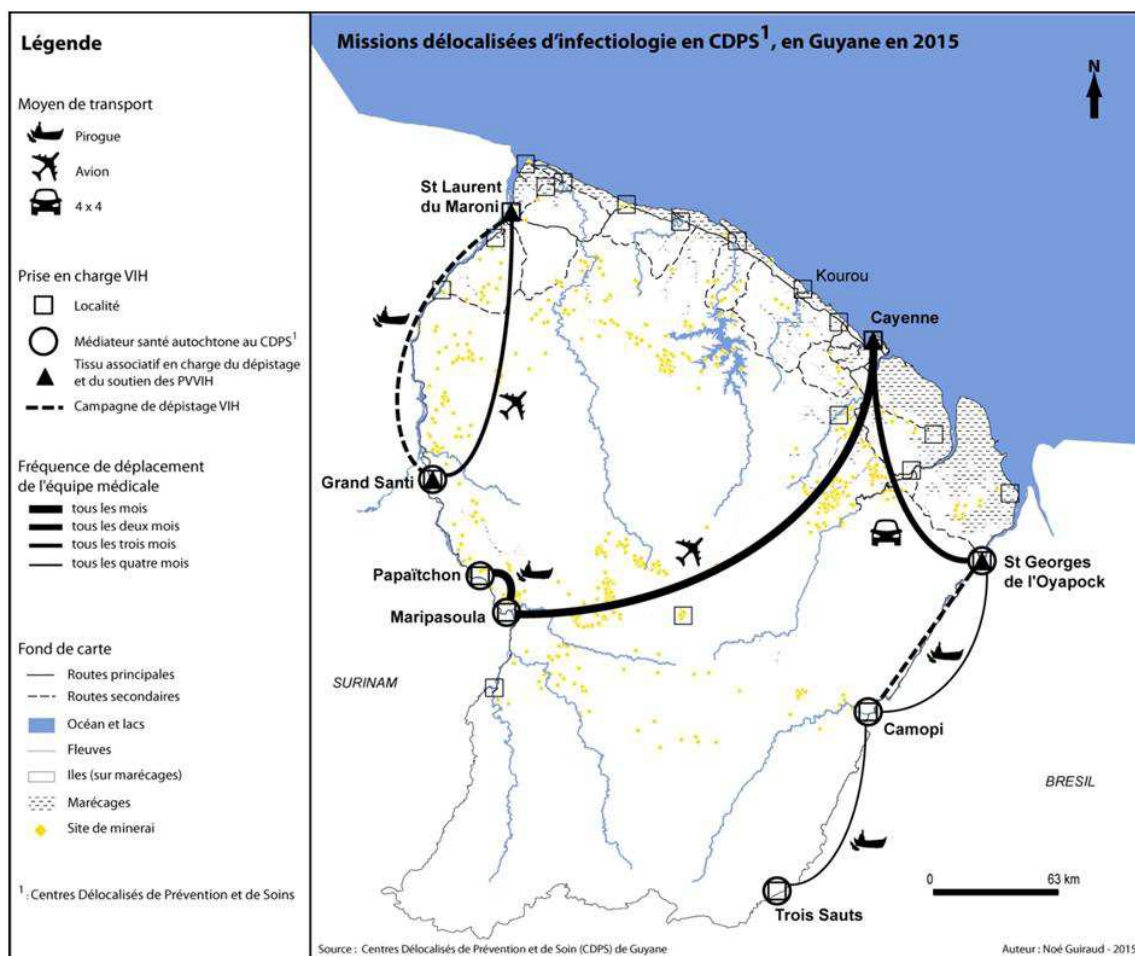 Légende
Moyen de transport
Pirogue
Avion
4 x 4
Prise en charge VIH
Localité
Médiateur santé autochtone au CDPS1
Tissu associatif en charge du dépistage
et du soutien des PVVIH
Campagne de dépistage VIH
Fréquence de déplacement
de l'équipe médicale
tous les mois
tous les deux mois
tous les trois mois
tous les quatre mois
Fond de carte
Routes principales
Routes secondaires
Océan et lacs
Fleuves
Iles (sur marécages)
Marécages
Site de minerai
1 : Centres Délocalisés de Prévention et de Soins
Missions délocalisées d'infectiologie en CDPS1, en Guyane en 2015
N
St Laurent
du Maroni
Kourou
Cayenne
Grand Santi
Papaïtchon
Maripasoula
St Georges
de l'Oyapock
SURINAM
Camopi
BRESIL
Trois Sauts
0 63 km
Source : Centres Délocalisés de Prévention et de Soin (CDPS) de Guyane
Auteur : Noé Guiraud - 2015